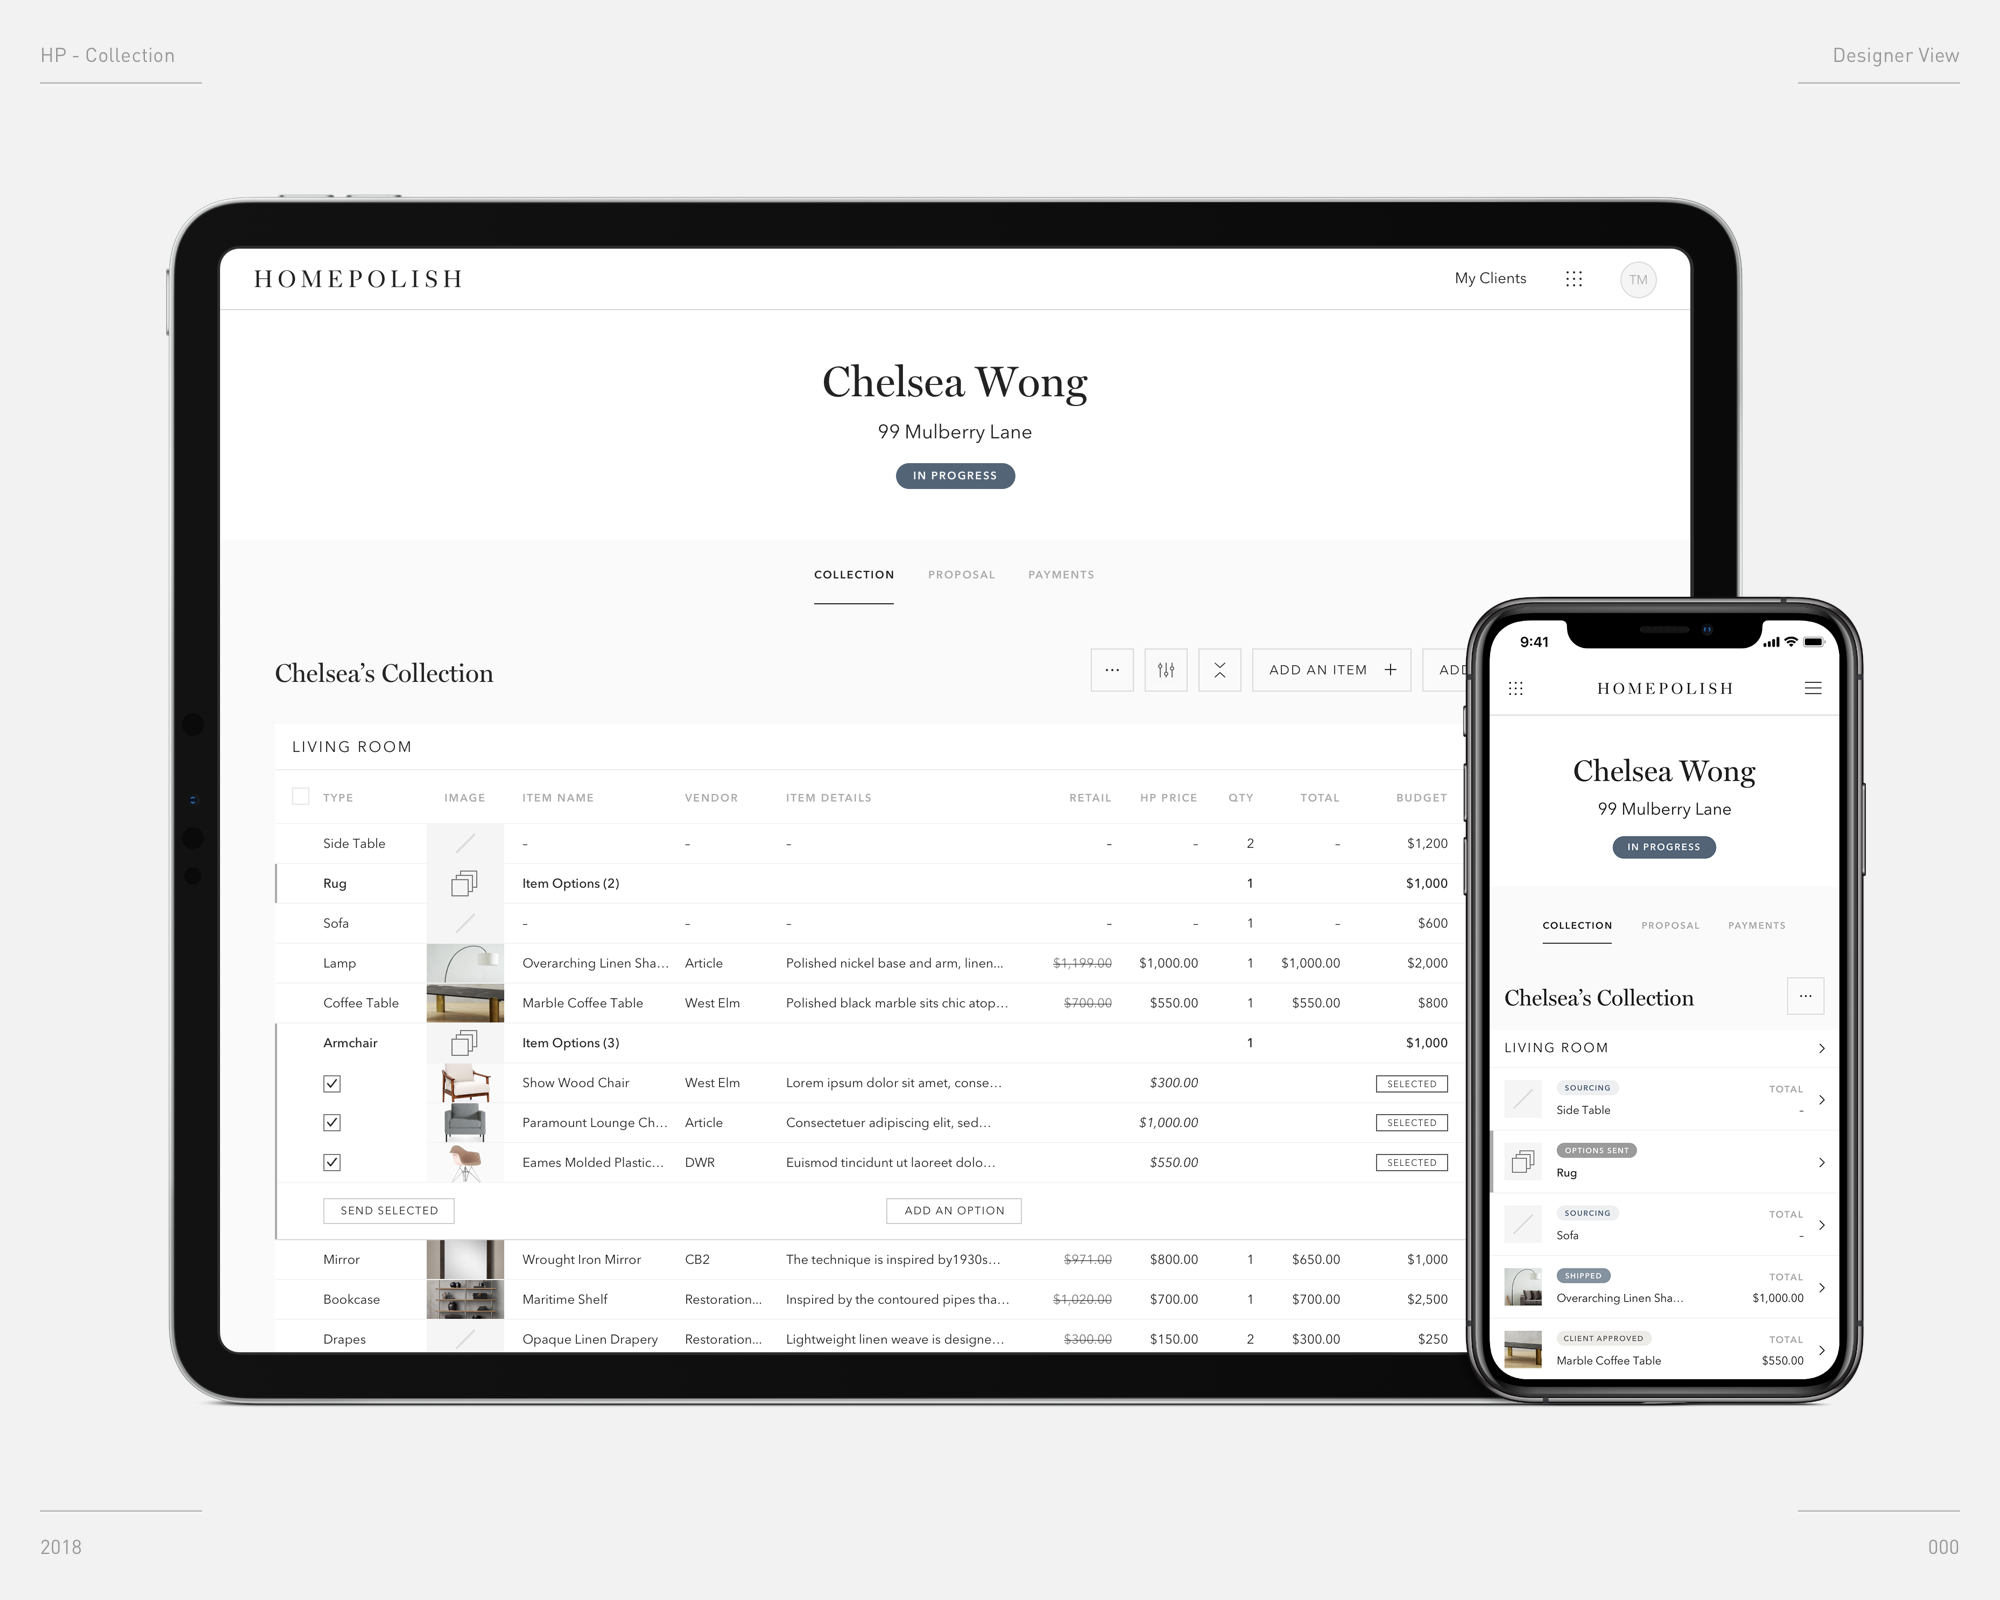 HP - Collection
Designer View
HOMEPOLISH
My Clients
TM
Chelsea Wong
99 Mulberry Lane
IN PROGRESS
COLLECTION PROPOSAL PAYMENTS
Chelsea’s Collection
ADD AN ITEM +
ADD
LIVING ROOM
TYPE IMAGE ITEM NAME VENDOR ITEM DETAILS RETAIL HP PRICE QTY TOTAL BUDGET
Side Table – – – – – 2 – $1,200
Rug Item Options (2) 1 $1,000
Sofa – – – – – 1 – $600
Lamp Overarching Linen Sha... Article Polished nickel base and arm, linen... $1,199.00 $1,000.00 1 $1,000.00 $2,000
Coffee Table Marble Coffee Table West Elm Polished black marble sits chic atop... $700.00 $550.00 1 $550.00 $800
Armchair Item Options (3) 1 $1,000
Show Wood Chair West Elm Lorem ipsum dolor sit amet, conse... $300.00 SELECTED
Paramount Lounge Ch... Article Consectetuer adipiscing elit, sed... $1,000.00 SELECTED
Eames Molded Plastic... DWR Euismod tincidunt ut laoreet dolo... $550.00 SELECTED
SEND SELECTED ADD AN OPTION
Mirror Wrought Iron Mirror CB2 The technique is inspired by1930s... $971.00 $800.00 1 $650.00 $1,000
Bookcase Maritime Shelf Restoration... Inspired by the contoured pipes tha... $1,020.00 $700.00 1 $700.00 $2,500
Drapes Opaque Linen Drapery Restoration... Lightweight linen weave is designe... $300.00 $150.00 2 $300.00 $250
9:41
HOMEPOLISH
Chelsea Wong
99 Mulberry Lane
IN PROGRESS
COLLECTION PROPOSAL PAYMENTS
Chelsea’s Collection
LIVING ROOM
SOURCING TOTAL
Side Table –
OPTIONS SENT
Rug
SOURCING TOTAL
Sofa –
SHIPPED TOTAL
Overarching Linen Sha... $1,000.00
CLIENT APPROVED TOTAL
Marble Coffee Table $550.00
2018
000